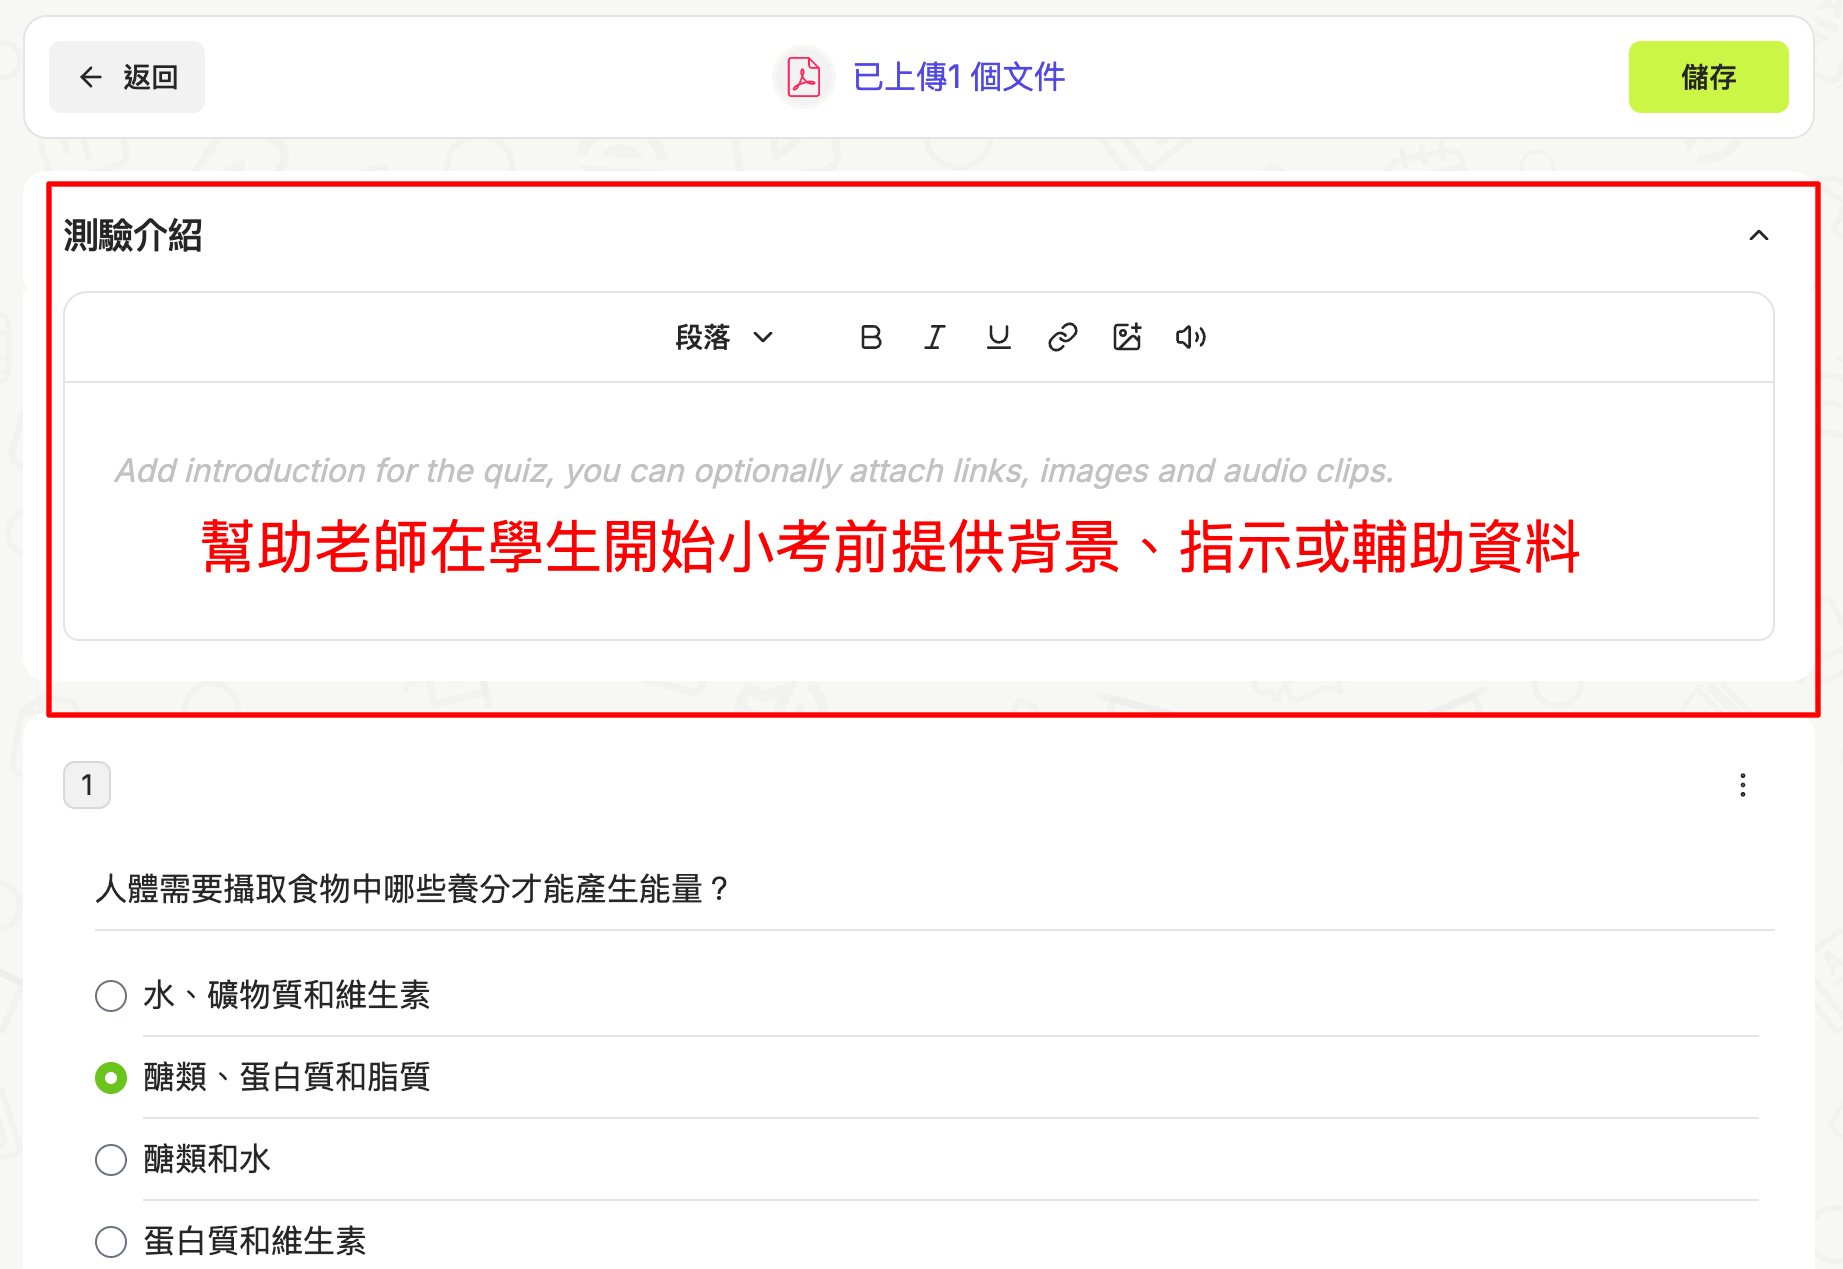 返回
已上傳1 個文件
儲存
測驗介紹
段落
Add introduction for the quiz, you can optionally attach links, images and audio clips.
幫助老師在學生開始小考前提供背景、指示或輔助資料
1
人體需要攝取食物中哪些養分才能產生能量？
水、礦物質和維生素
醣類、蛋白質和脂質
醣類和水
蛋白質和維生素